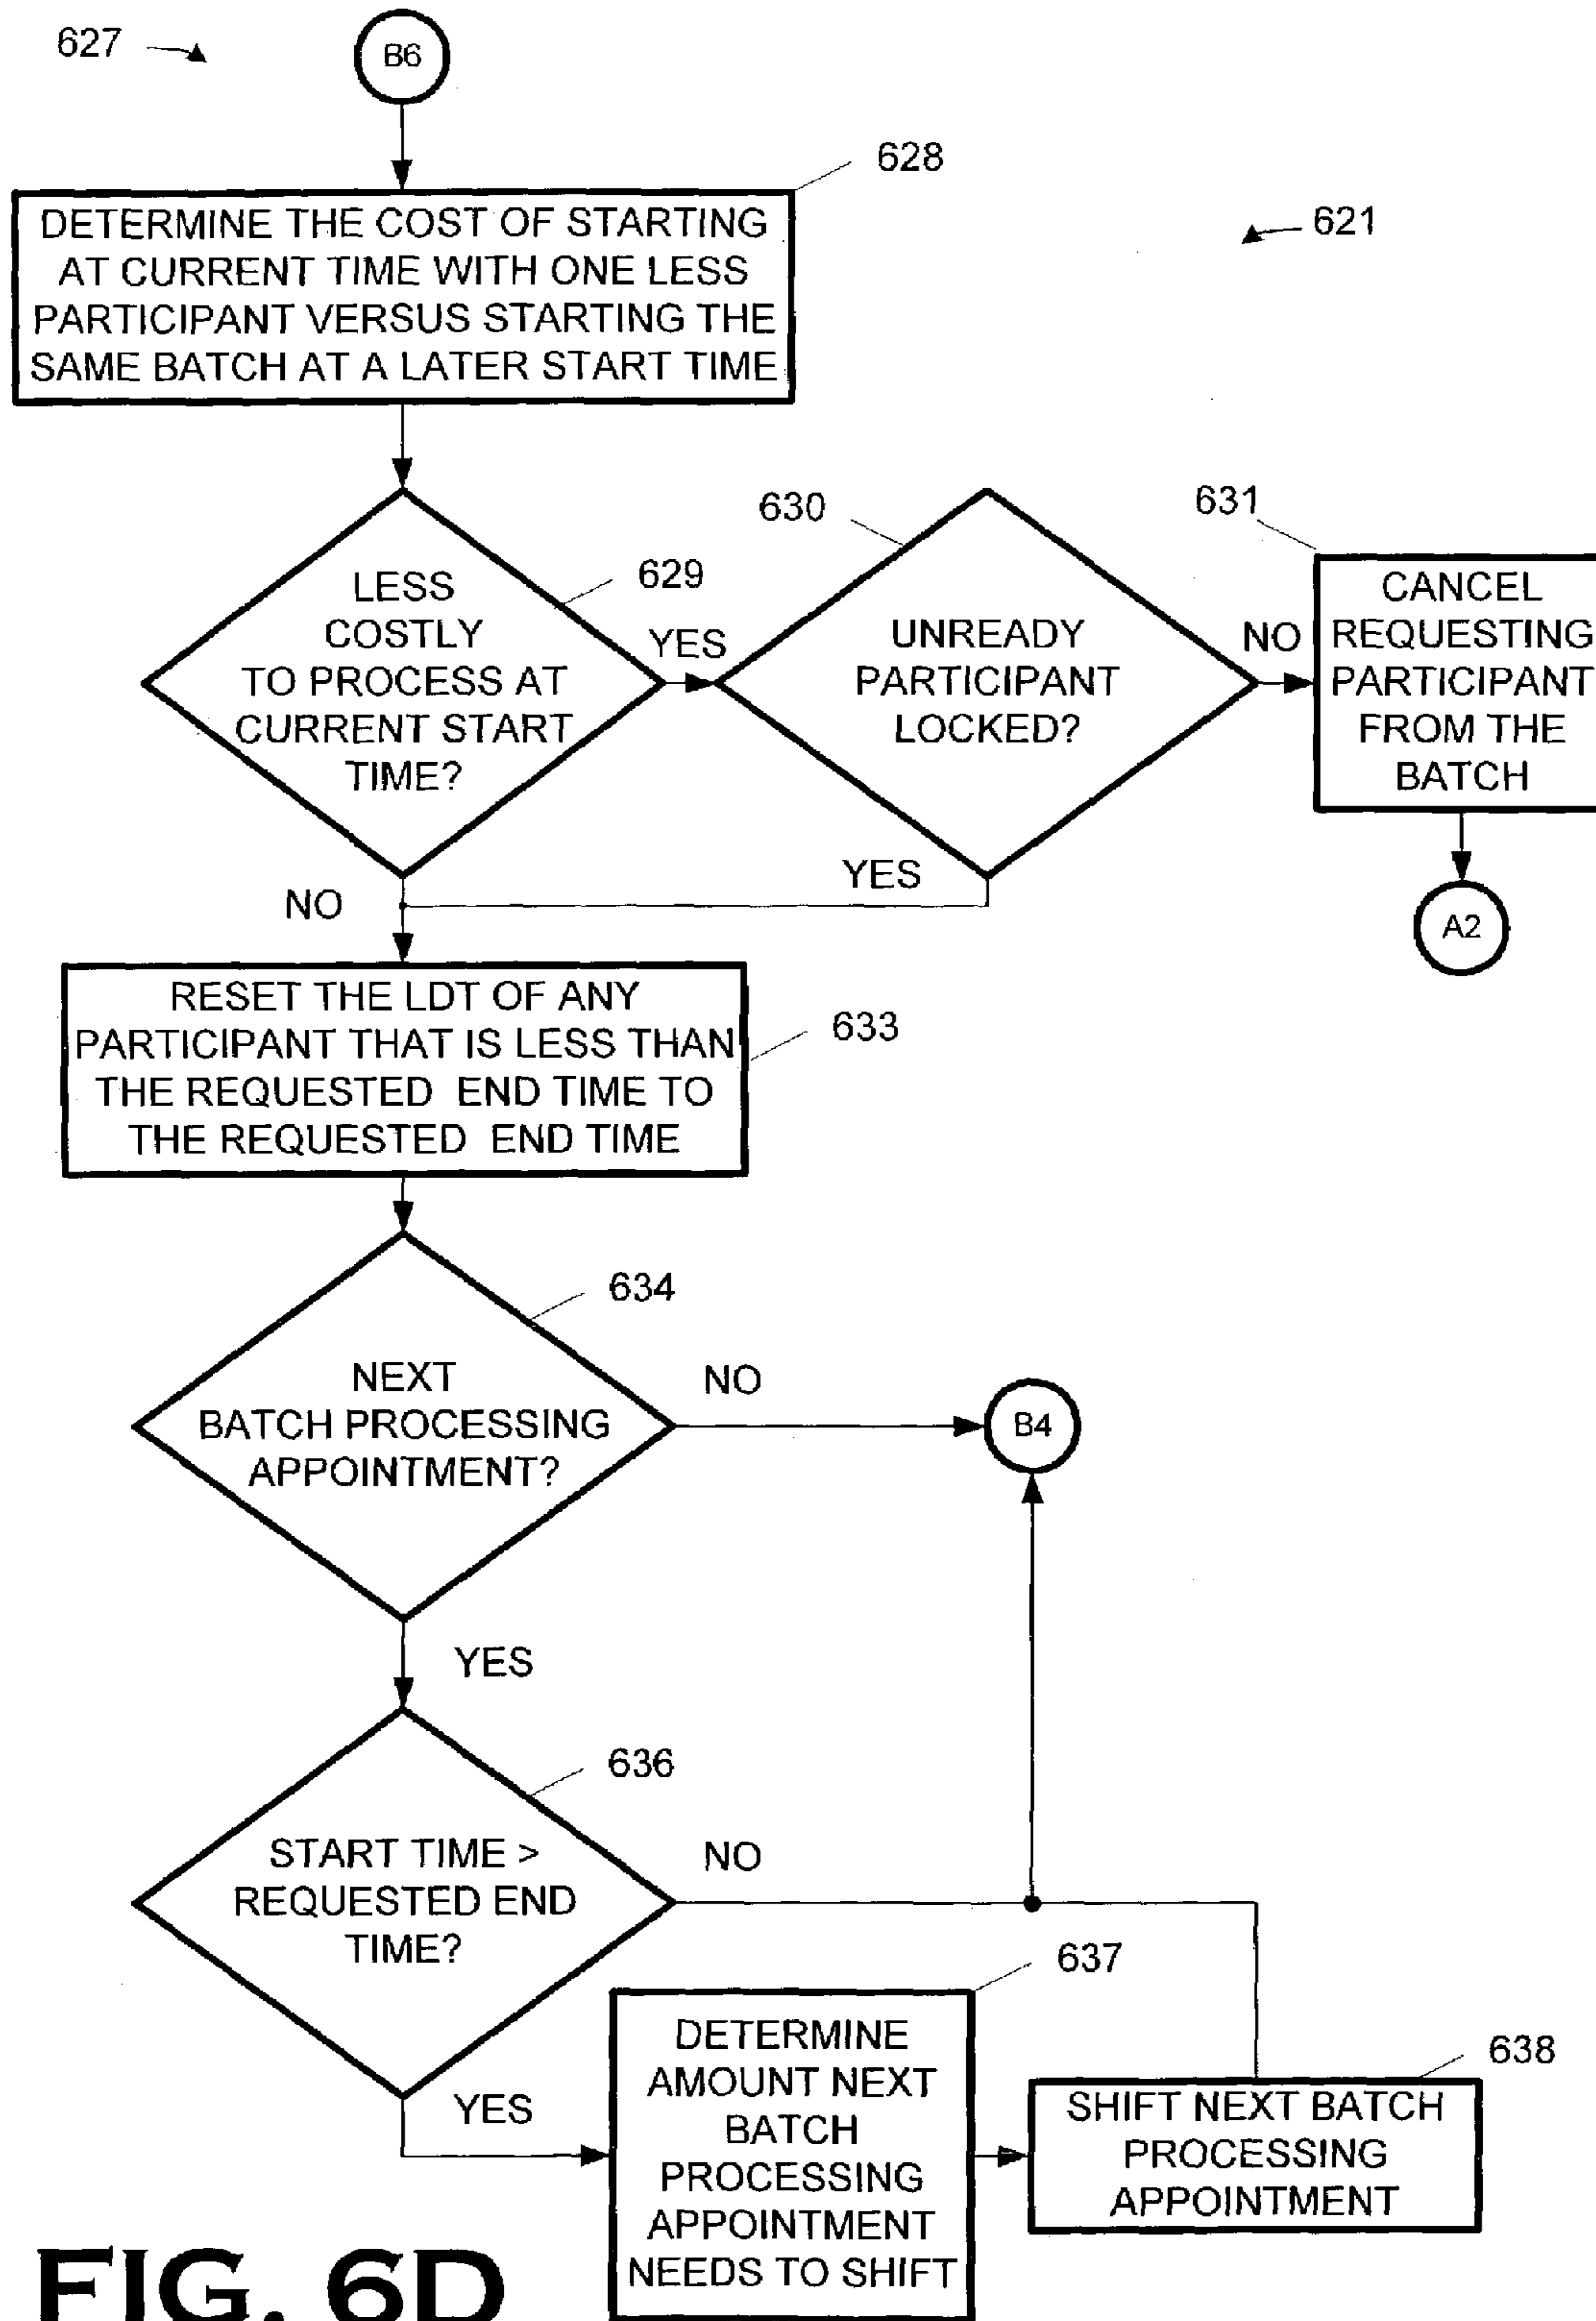 627
B6
628
621
DETERMINE THE COST OF STARTING
AT CURRENT TIME WITH ONE LESS
PARTICIPANT VERSUS STARTING THE
SAME BATCH AT A LATER START TIME
629
LESS
COSTLY
TO PROCESS AT
CURRENT START
TIME?
YES
630
UNREADY
PARTICIPANT
LOCKED?
NO
631
CANCEL
REQUESTING
PARTICIPANT
FROM THE
BATCH
A2
YES
NO
633
RESET THE LDT OF ANY
PARTICIPANT THAT IS LESS THAN
THE REQUESTED END TIME TO
THE REQUESTED END TIME
634
NEXT
BATCH PROCESSING
APPOINTMENT?
NO
B4
YES
636
START TIME >
REQUESTED END
TIME?
NO
YES
637
DETERMINE
AMOUNT NEXT
BATCH
PROCESSING
APPOINTMENT
NEEDS TO SHIFT
638
SHIFT NEXT BATCH
PROCESSING
APPOINTMENT
FIG. 6D